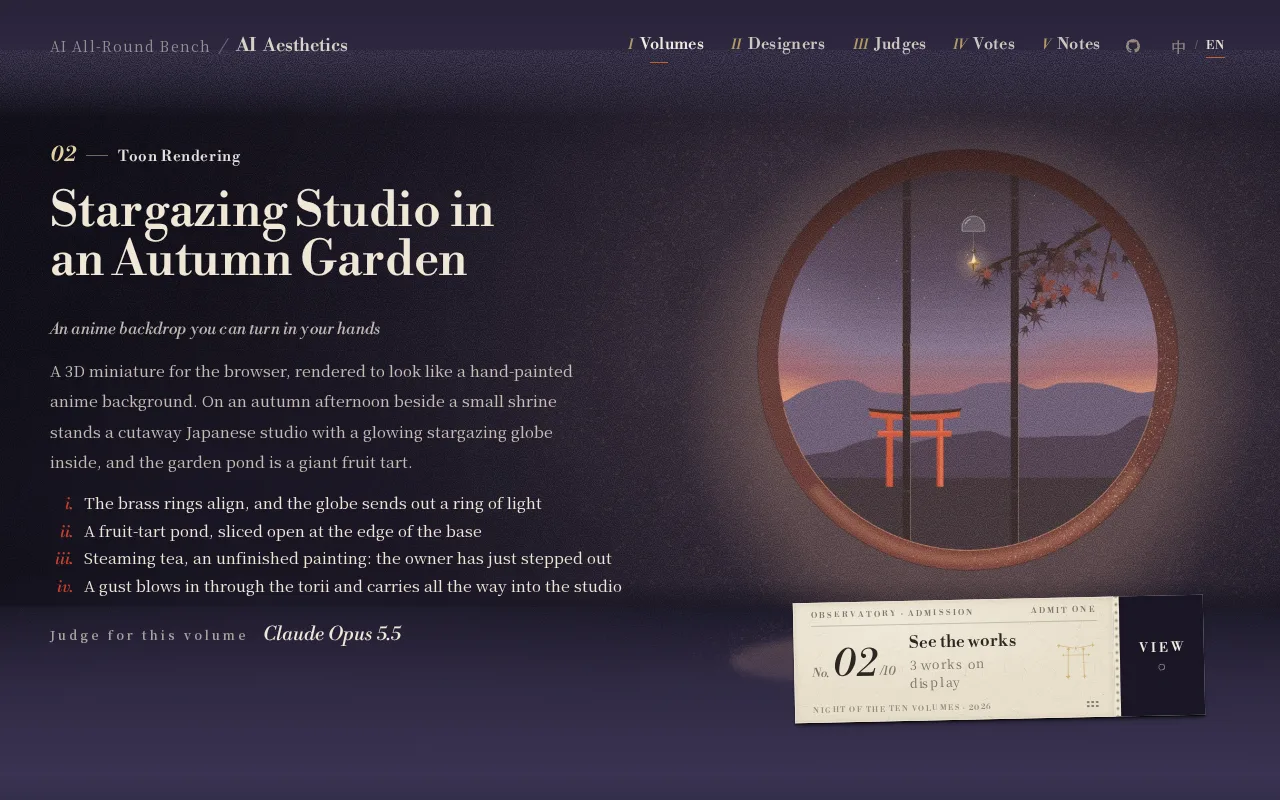 AI All-Round Bench / AI Aesthetics
I Volumes II Designers III Judges IV Votes V Notes 中 / EN
02 — Toon Rendering
Stargazing Studio in
an Autumn Garden
An anime backdrop you can turn in your hands
A 3D miniature for the browser, rendered to look like a hand-painted
anime background. On an autumn afternoon beside a small shrine
stands a cutaway Japanese studio with a glowing stargazing globe
inside, and the garden pond is a giant fruit tart.
i. The brass rings align, and the globe sends out a ring of light
ii. A fruit-tart pond, sliced open at the edge of the base
iii. Steaming tea, an unfinished painting: the owner has just stepped out
iv. A gust blows in through the torii and carries all the way into the studio
Judge for this volume Claude Opus 5.5
OBSERVATORY · ADMISSION ADMIT ONE
No. 02 /10
See the works
3 works on
display
NIGHT OF THE TEN VOLUMES · 2026
VIEW